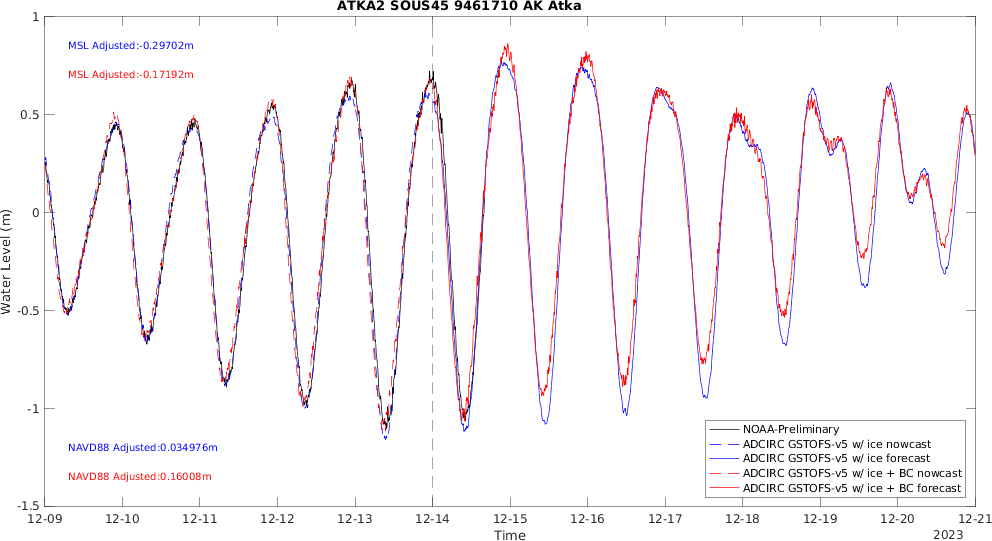 ATKA2 SOUS45 9461710 AK Atka
1
0.5
0
-0.5
-1
-1.5
Water Level (m)
MSL Adjusted:-0.29702m
MSL Adjusted:-0.17192m
NAVD88 Adjusted:0.034976m
NAVD88 Adjusted:0.16008m
NOAA-Preliminary
ADCIRC GSTOFS-v5 w/ ice nowcast
ADCIRC GSTOFS-v5 w/ ice forecast
ADCIRC GSTOFS-v5 w/ ice + BC nowcast
ADCIRC GSTOFS-v5 w/ ice + BC forecast
12-09 12-10 12-11 12-12 12-13 12-14 12-15 12-16 12-17 12-18 12-19 12-20 12-21
Time
2023